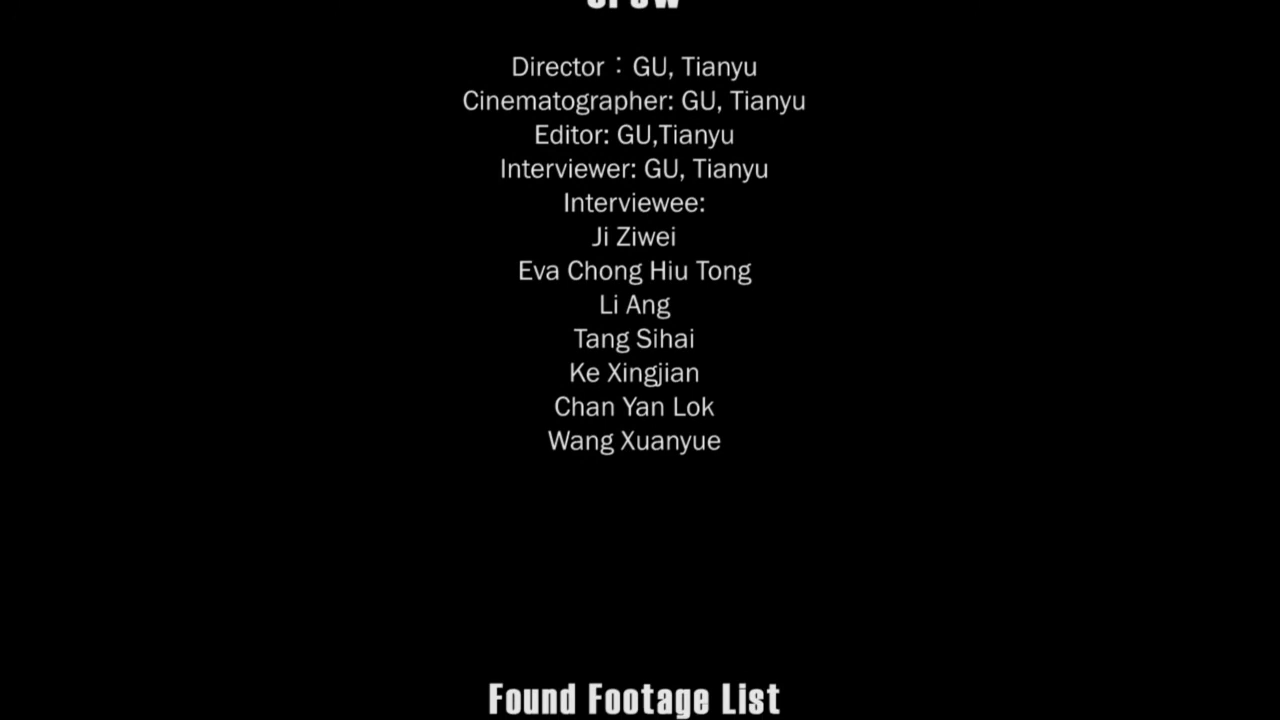 Crew
Director：GU, Tianyu
Cinematographer: GU, Tianyu
Editor: GU,Tianyu
Interviewer: GU, Tianyu
Interviewee:
Ji Ziwei
Eva Chong Hiu Tong
Li Ang
Tang Sihai
Ke Xingjian
Chan Yan Lok
Wang Xuanyue
Found Footage List